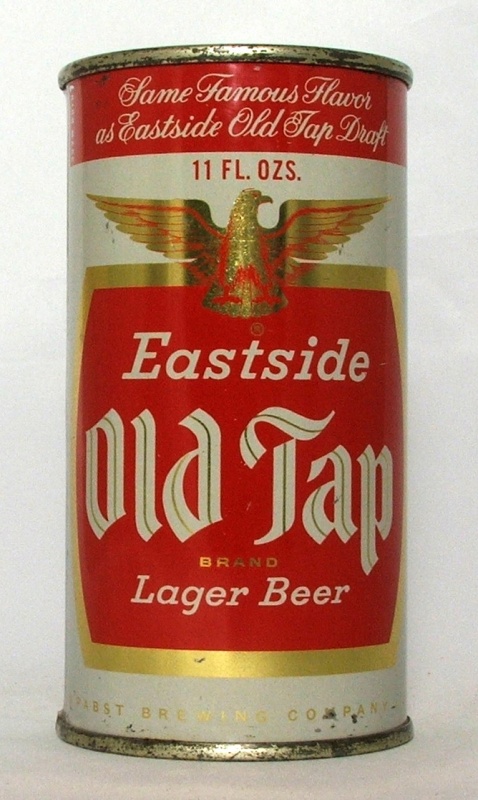 Same Famous Flavor
as Eastside Old Tap Draft
11 FL. OZS.
®
Eastside
Old Tap
BRAND
Lager Beer
PABST BREWING COMPANY